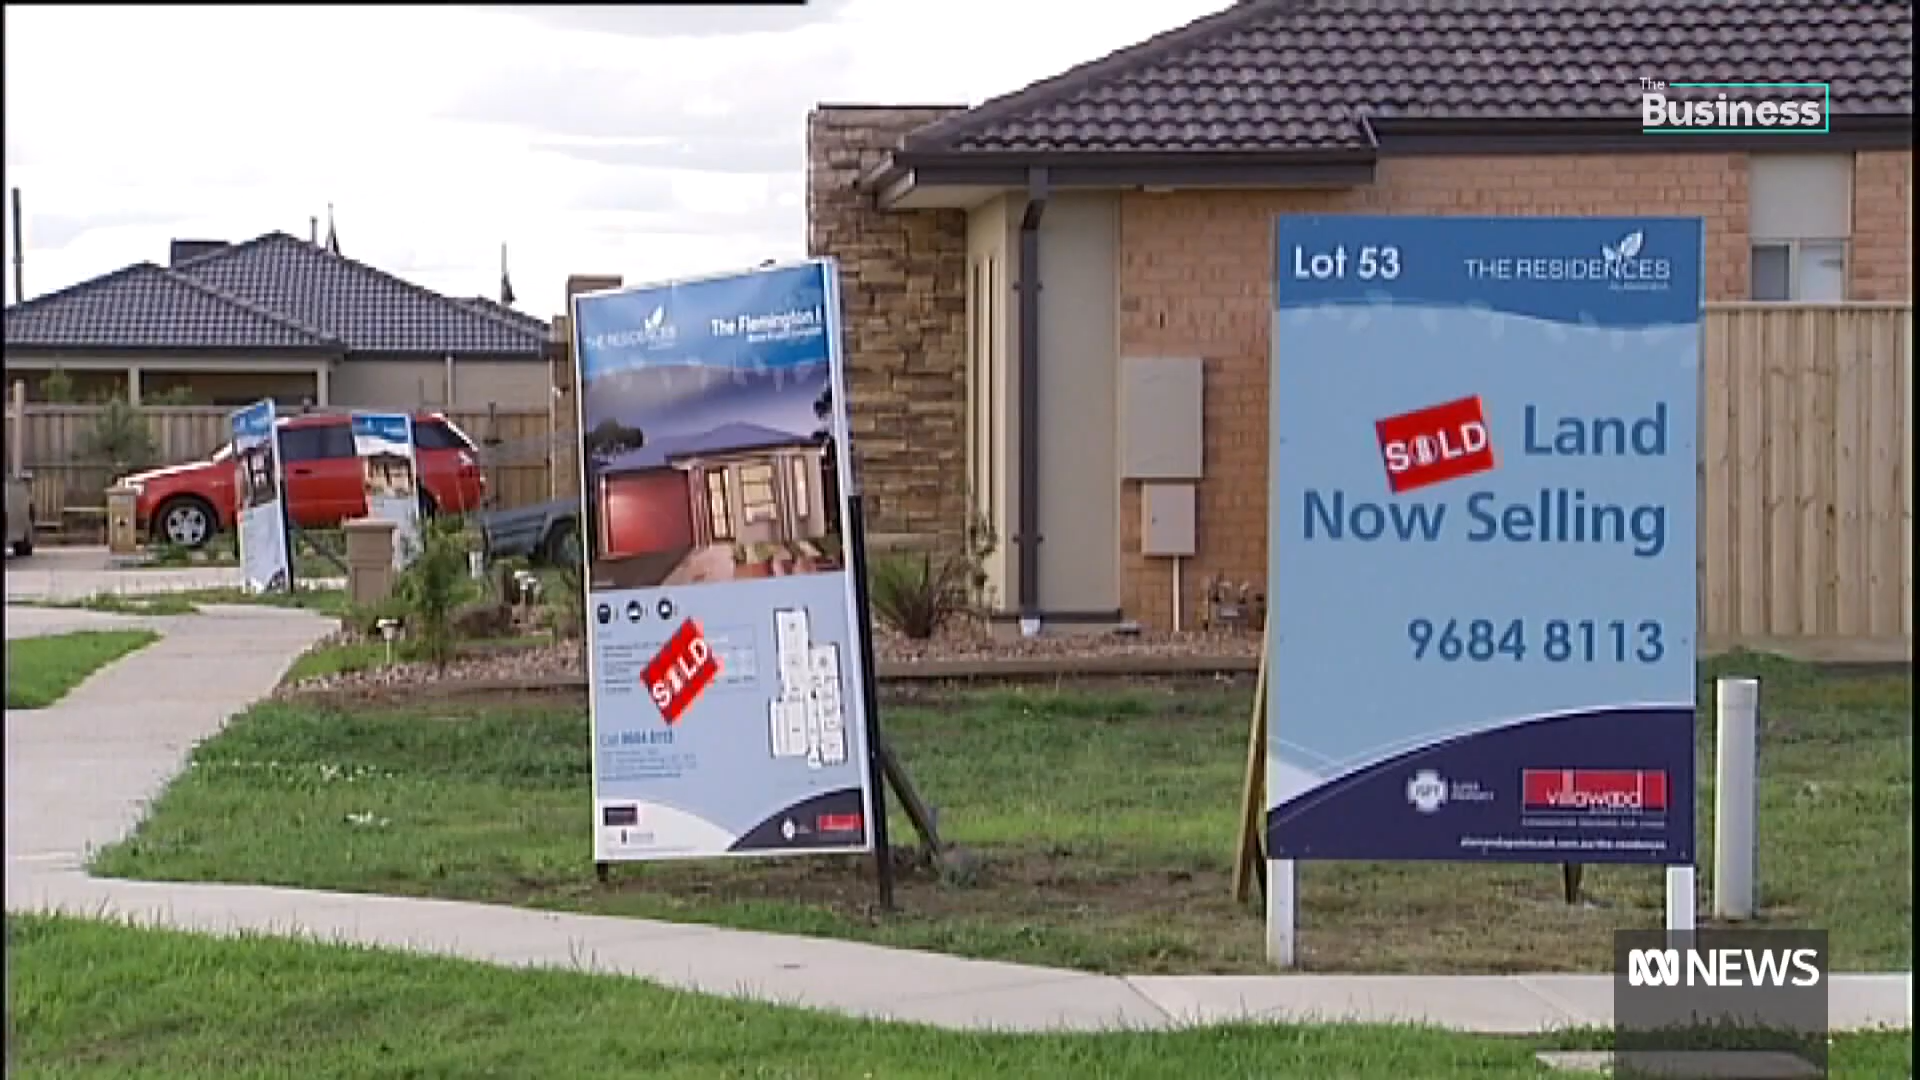 The
Business
Lot 53
THE RESIDENCES
SOLD
Land
Now Selling
9684 8113
villawood
THE RESIDENCES
The Flemington I
SOLD
Call 9684 8113
NEWS